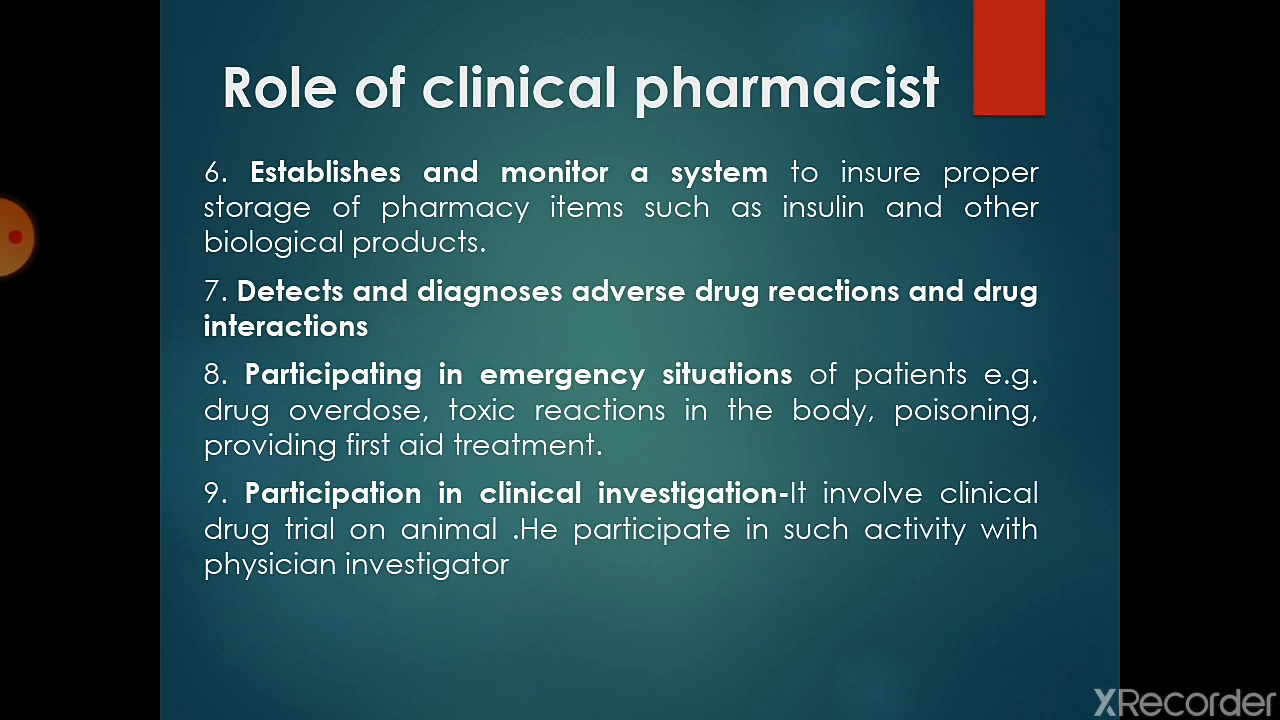 Role of clinical pharmacist
6. Establishes and monitor a system to insure proper
storage of pharmacy items such as insulin and other
biological products.
7. Detects and diagnoses adverse drug reactions and drug
interactions
8. Participating in emergency situations of patients e.g.
drug overdose, toxic reactions in the body, poisoning,
providing first aid treatment.
9. Participation in clinical investigation-It involve clinical
drug trial on animal .He participate in such activity with
physician investigator
XRecorder